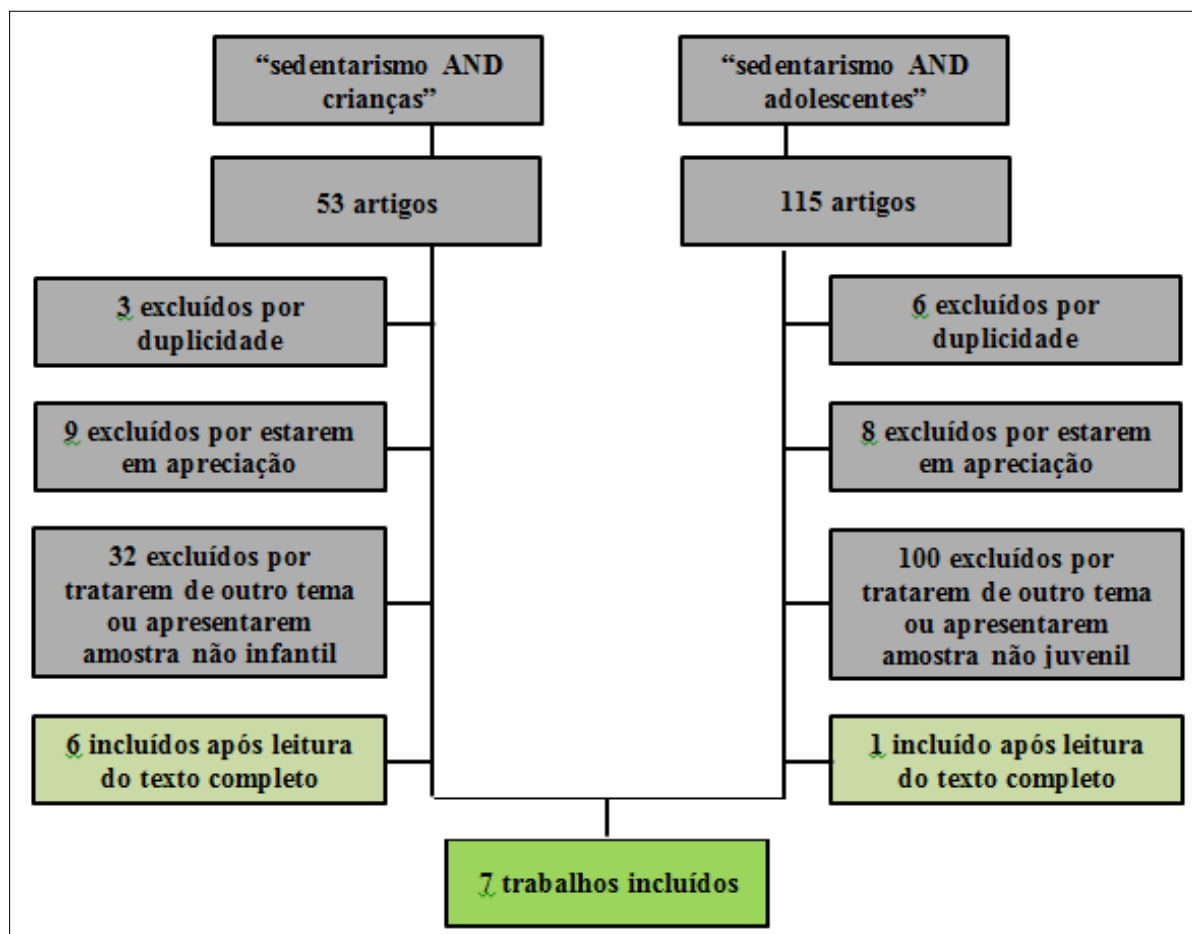 “sedentarismo AND
crianças”
53 artigos
3 excluídos por
duplicidade
9 excluídos por estarem
em apreciação
32 excluídos por
tratarem de outro tema
ou apresentarem
amostra não infantil
6 incluídos após leitura
do texto completo
“sedentarismo AND
adolescentes”
115 artigos
6 excluídos por
duplicidade
8 excluídos por estarem
em apreciação
100 excluídos por
tratarem de outro tema
ou apresentarem
amostra não juvenil
1 incluído após leitura
do texto completo
7 trabalhos incluídos